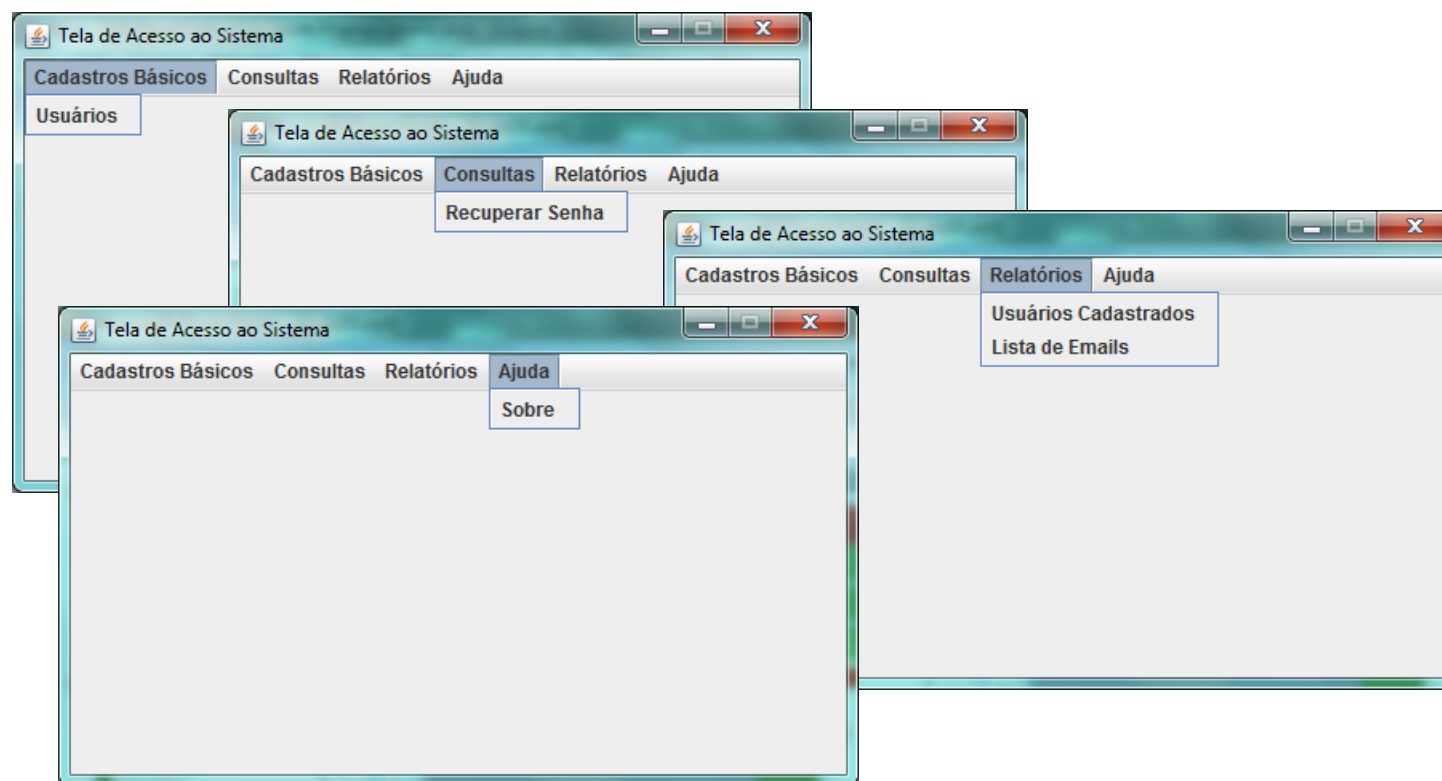 Tela de Acesso ao Sistema
Cadastros Básicos Consultas Relatórios Ajuda
Usuários
Tela de Acesso ao Sistema
Cadastros Básicos Consultas Relatórios Ajuda
Recuperar Senha
Tela de Acesso ao Sistema
Cadastros Básicos Consultas Relatórios Ajuda
Usuários Cadastrados
Lista de Emails
Tela de Acesso ao Sistema
Cadastros Básicos Consultas Relatórios Ajuda
Sobre